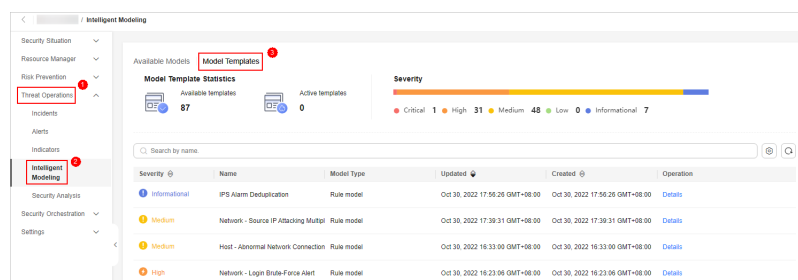 / Intelligent Modeling
Security Situation
Resource Manager
Risk Prevention
1
Threat Operations
Incidents
Alerts
Indicators
2
Intelligent
Modeling
Security Analysis
Security Orchestration
Settings
Available Models Model Templates 3
Model Template Statistics
Available templates
87
Active templates
0
Severity
Critical 1 High 31 Medium 48 Low 0 Informational 7
Search by name.
Severity Name Model Type Updated Created Operation
Informational IPS Alarm Deduplication Rule model Oct 30, 2022 17:56:26 GMT+08:00 Oct 30, 2022 17:56:26 GMT+08:00 Details
Medium Network - Source IP Attacking Multipl Rule model Oct 30, 2022 17:39:31 GMT+08:00 Oct 30, 2022 17:39:31 GMT+08:00 Details
Medium Host - Abnormal Network Connection Rule model Oct 30, 2022 16:33:00 GMT+08:00 Oct 30, 2022 16:33:00 GMT+08:00 Details
High Network - Login Brute-Force Alert Rule model Oct 30, 2022 16:23:06 GMT+08:00 Oct 30, 2022 16:23:06 GMT+08:00 Details